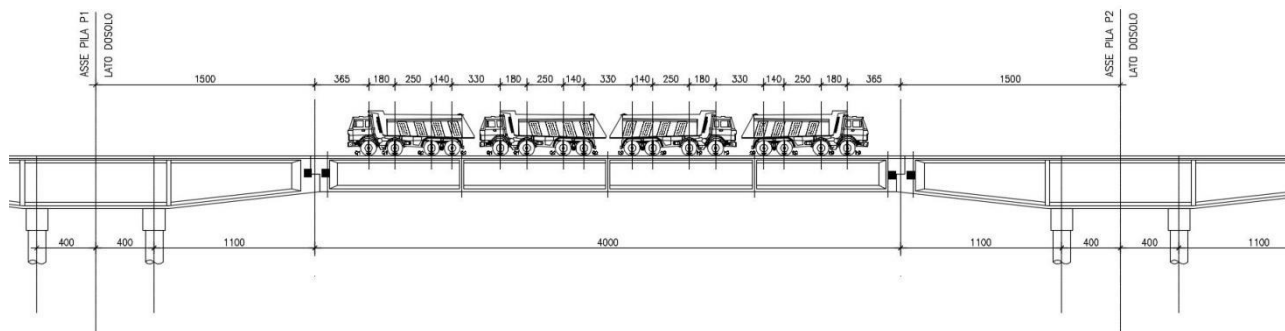 ASSE PILA P1
LATO DOSOLO
ASSE PILA P2
LATO DOSOLO
1500 365 180 250 140 330 180 250 140 330 140 250 180 330 140 250 180 365 1500
400 400 1100 4000 1100 400 400 1100